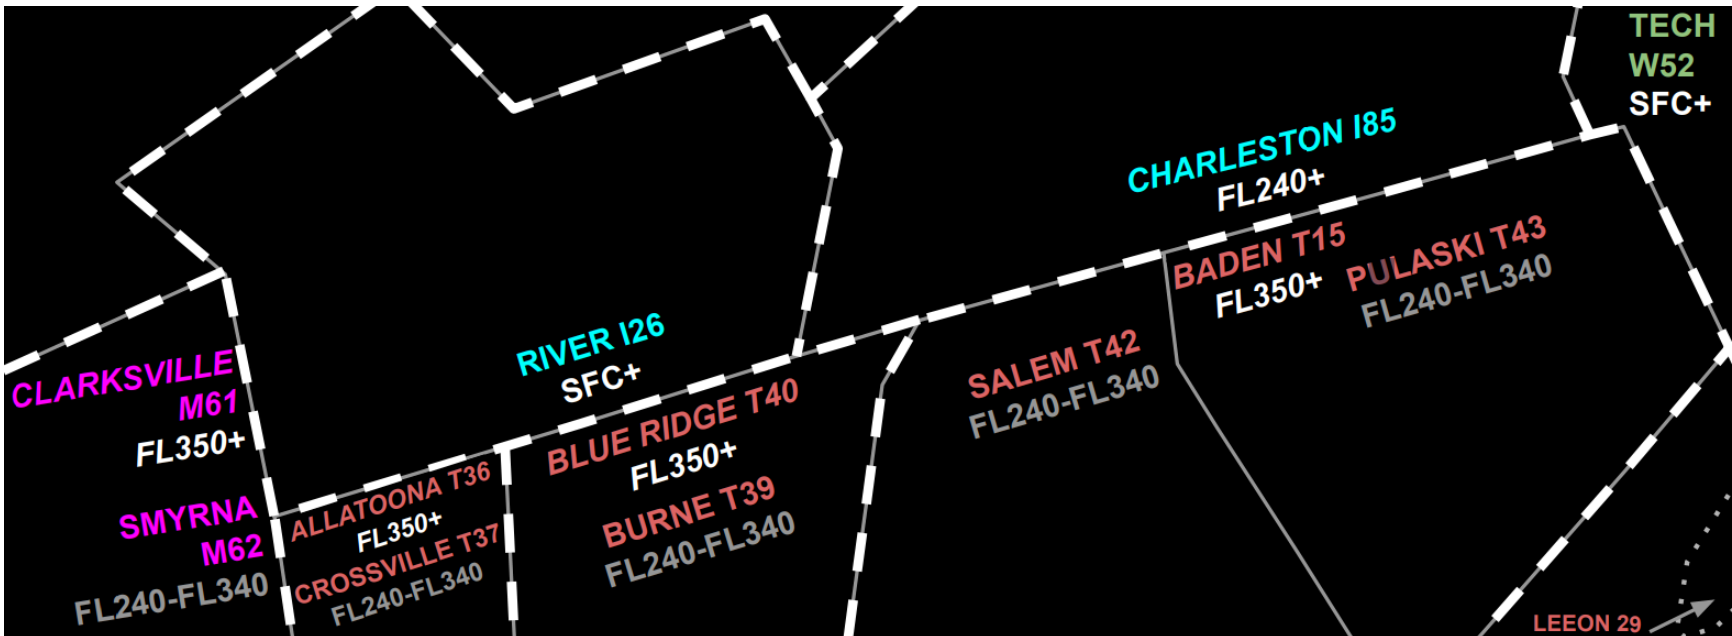 TECH
W52
SFC+
CHARLESTON I85
FL240+
BADEN T15
FL350+
PULASKI T43
FL240-FL340
RIVER I26
SFC+
SALEM T42
FL240-FL340
CLARKSVILLE
M61
FL350+
BLUE RIDGE T40
FL350+
SMYRNA
M62
FL240-FL340
ALLATOONA T36
FL350+
CROSSVILLE T37
FL240-FL340
BURNE T39
FL240-FL340
LEEON 29